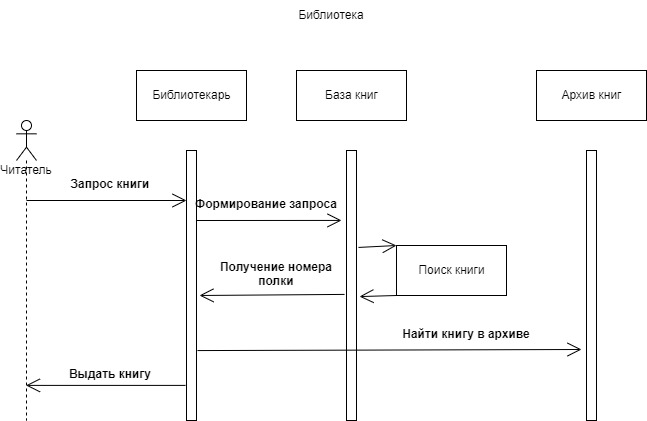 Библиотека
Библиотекарь
База книг
Архив книг
Читатель
Запрос книги
Формирование запроса
Получение номера
полки
Поиск книги
Найти книгу в архиве
Выдать книгу